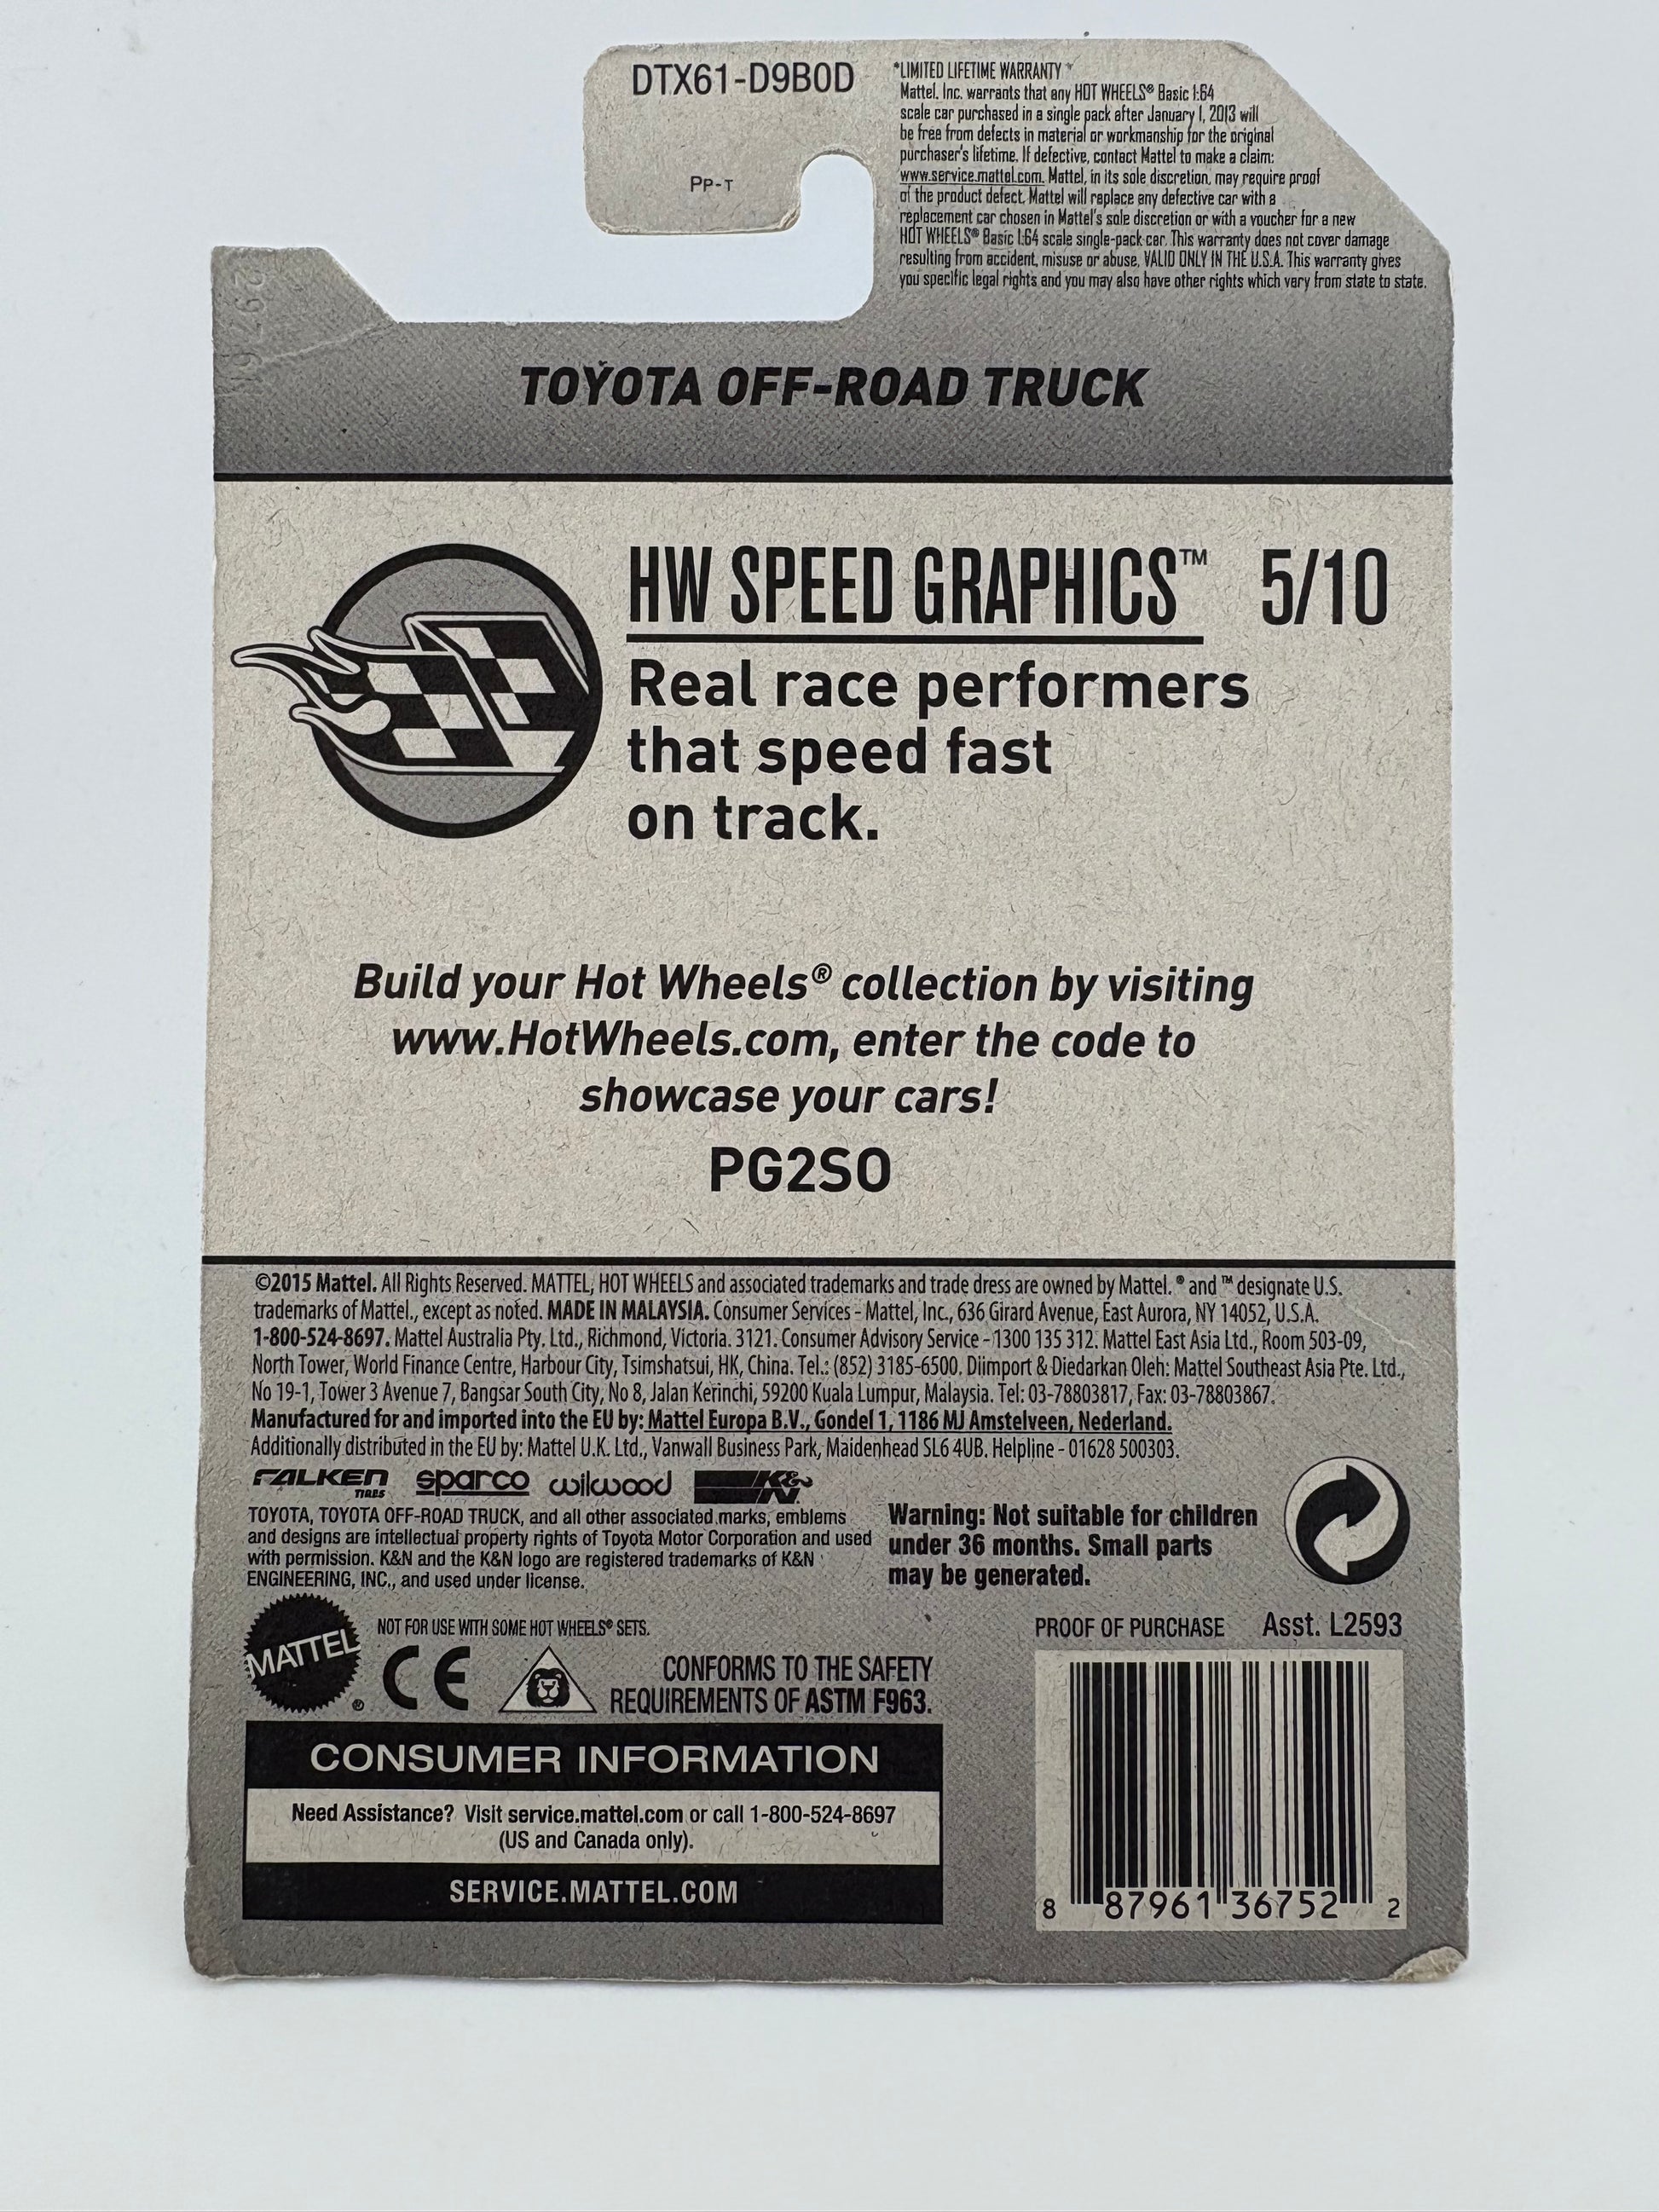 DTX61-D9B0D
PP-T
*LIMITED LIFETIME WARRANTY*
Mattel, Inc. warrants that any HOT WHEELS® Basic 1:64
scale car purchased in a single pack after January 1, 2013 will
be free from defects in material or workmanship for the original
purchaser's lifetime. If defective, contact Mattel to make a claim:
www.service.mattel.com. Mattel, in its sole discretion, may require proof
of the product defect. Mattel will replace any defective car with a
replacement car chosen in Mattel's sole discretion or with a voucher for a new
HOT WHEELS® Basic 1:64 scale single-pack car. This warranty does not cover damage
resulting from accident, misuse or abuse, VALID ONLY IN THE U.S.A. This warranty gives
you specific legal rights and you may also have other rights which vary from state to state.
TOYOTA OFF-ROAD TRUCK
HW SPEED GRAPHICS™ 5/10
Real race performers
that speed fast
on track.
Build your Hot Wheels® collection by visiting
www.HotWheels.com, enter the code to
showcase your cars!
PG2SO
©2015 Mattel. All Rights Reserved. MATTEL, HOT WHEELS and associated trademarks and trade dress are owned by Mattel. ® and ™ designate U.S.
trademarks of Mattel., except as noted. MADE IN MALAYSIA. Consumer Services – Mattel, Inc., 636 Girard Avenue, East Aurora, NY 14052, U.S.A.
1-800-524-8697. Mattel Australia Pty. Ltd., Richmond, Victoria. 3121. Consumer Advisory Service – 1300 135 312. Mattel East Asia Ltd., Room 503-09,
North Tower, World Finance Centre, Harbour City, Tsimshatsui, HK, China. Tel.: (852) 3185-6500. Diimport & Diedarkan Oleh: Mattel Southeast Asia Pte. Ltd.,
No 19-1, Tower 3 Avenue 7, Bangsar South City, No 8, Jalan Kerinchi, 59200 Kuala Lumpur, Malaysia. Tel: 03-78803817, Fax: 03-78803867.
Manufactured for and imported into the EU by: Mattel Europa B.V., Gondel 1, 1186 MJ Amstelveen, Nederland.
Additionally distributed in the EU by: Mattel U.K. Ltd., Vanwall Business Park, Maidenhead SL6 4UB. Helpline – 01628 500303.
FALKEN TIRES sparco wilwood K&N
TOYOTA, TOYOTA OFF-ROAD TRUCK, and all other associated marks, emblems
and designs are intellectual property rights of Toyota Motor Corporation and used
with permission. K&N and the K&N logo are registered trademarks of K&N
ENGINEERING, INC., and used under license.
Warning: Not suitable for children
under 36 months. Small parts
may be generated.
MATTEL®
NOT FOR USE WITH SOME HOT WHEELS® SETS.
CE
CONFORMS TO THE SAFETY
REQUIREMENTS OF ASTM F963.
PROOF OF PURCHASE Asst. L2593
CONSUMER INFORMATION
Need Assistance? Visit service.mattel.com or call 1-800-524-8697
(US and Canada only).
SERVICE.MATTEL.COM
8 87961 36752 2